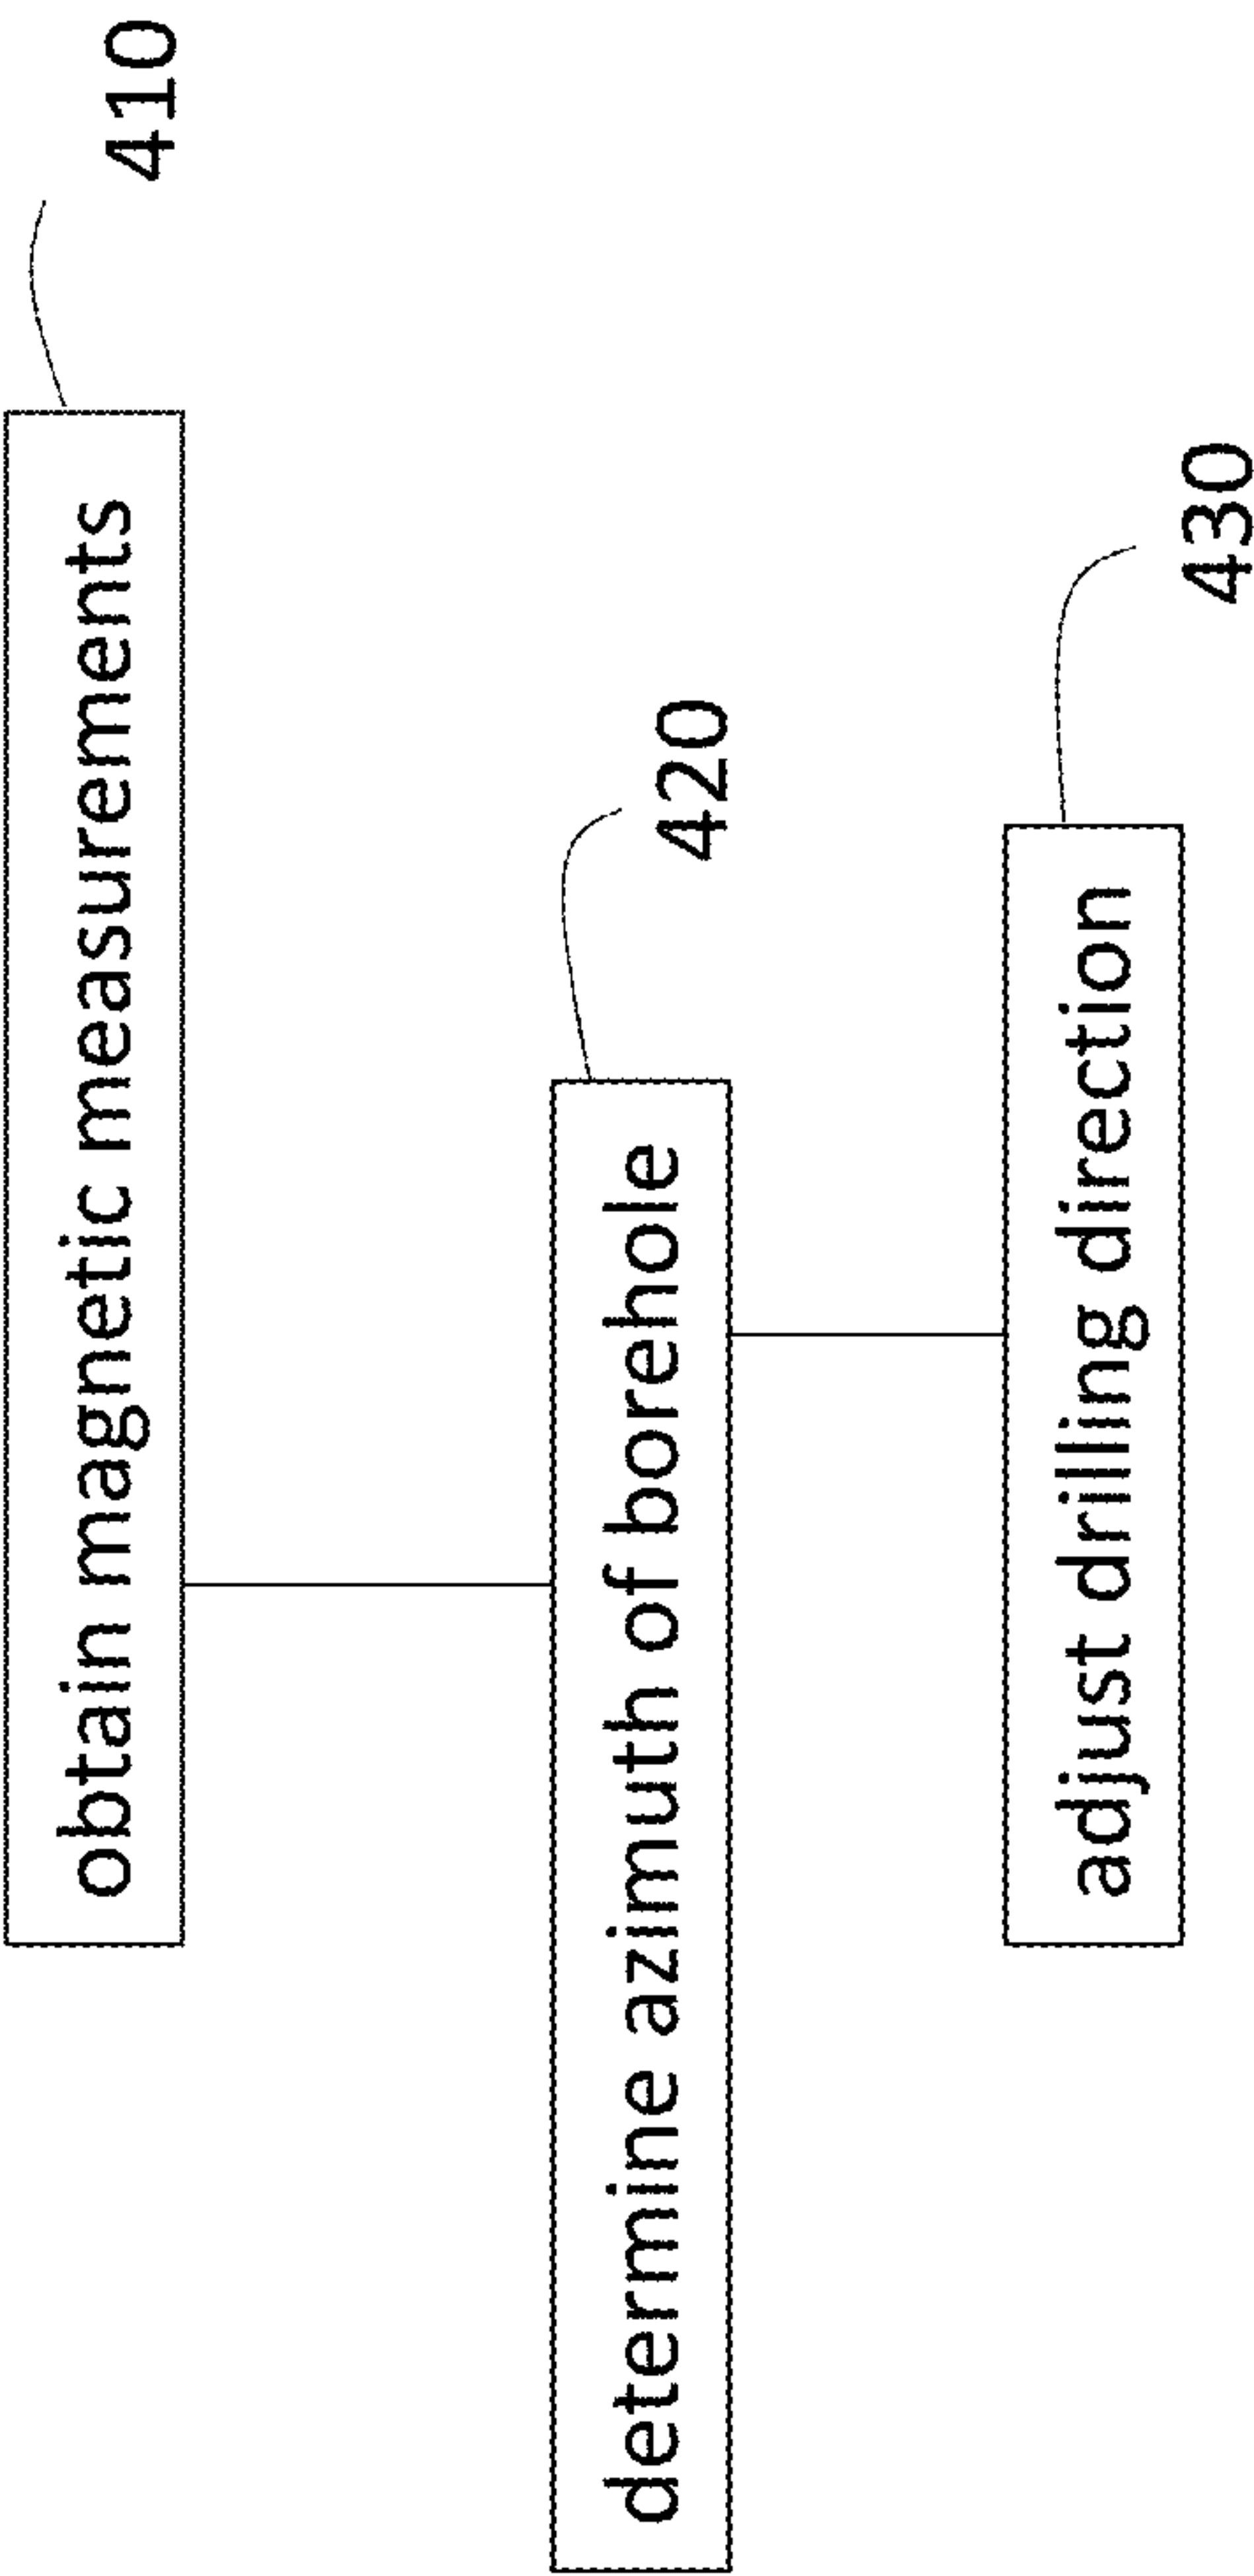 obtain magnetic measurements
410
determine azimuth of borehole
420
adjust drilling direction
430